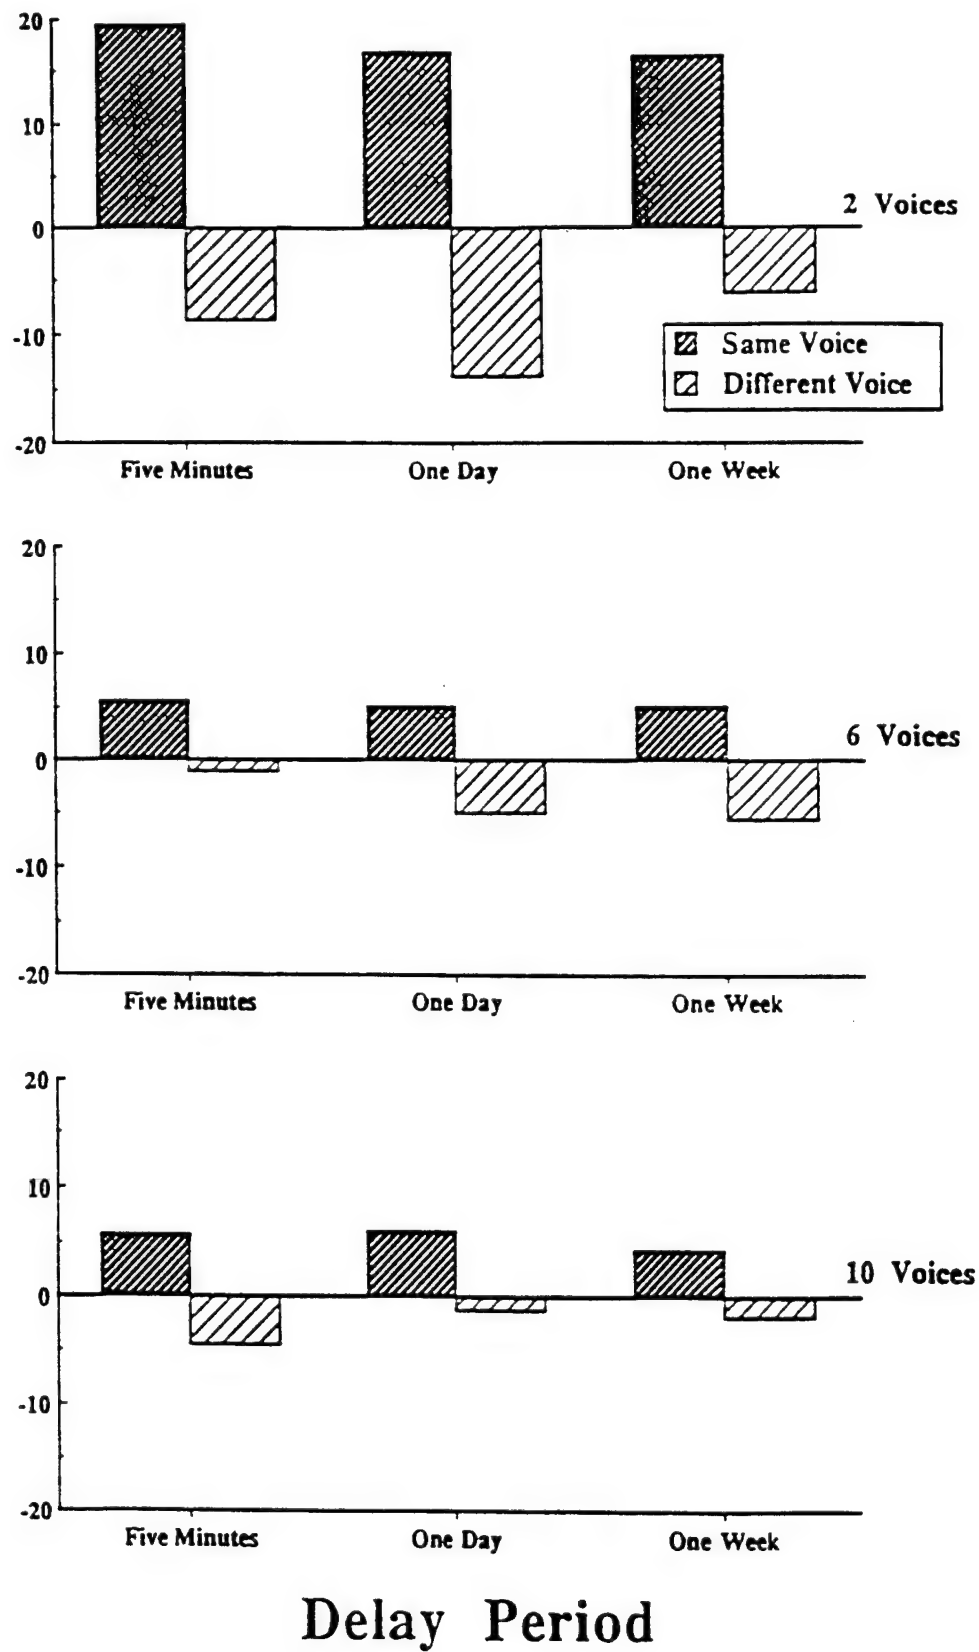 20
10
0
-10
-20
2 Voices
Same Voice
Different Voice
Five Minutes One Day One Week
20
10
0
-10
-20
6 Voices
Five Minutes One Day One Week
20
10
0
-10
-20
10 Voices
Five Minutes One Day One Week
Delay Period